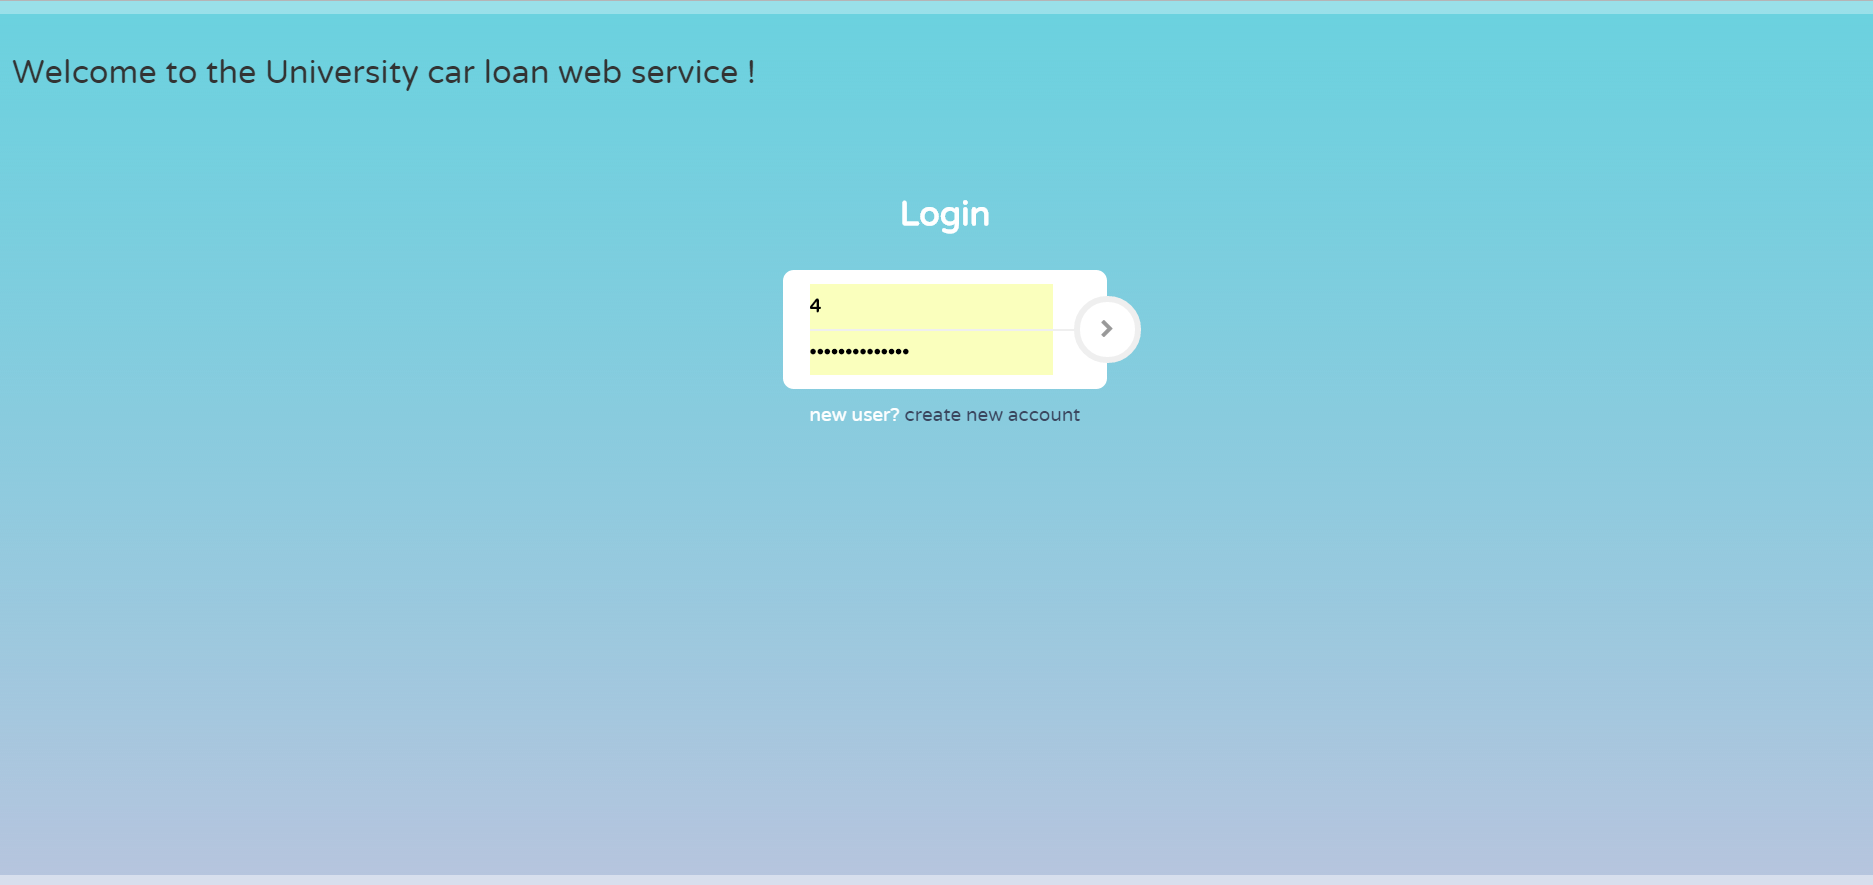 Welcome to the University car loan web service !
Login
4
••••••••••••••
new user? create new account